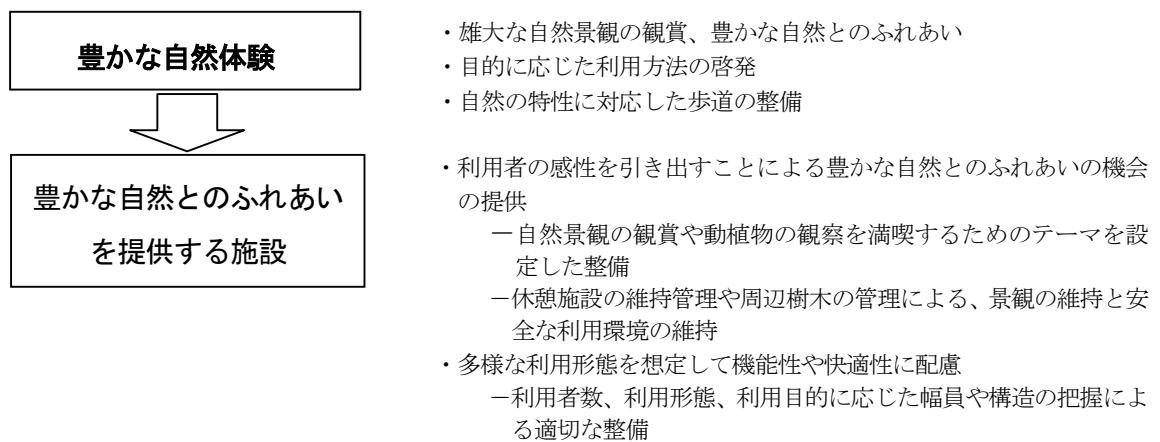 豊かな自然体験
・雄大な自然景観の観賞、豊かな自然とのふれあい
・目的に応じた利用方法の啓発
・自然の特性に対応した歩道の整備
豊かな自然とのふれあい
を提供する施設
・利用者の感性を引き出すことによる豊かな自然とのふれあいの機会
の提供
－自然景観の観賞や動植物の観察を満喫するためのテーマを設
定した整備
－休憩施設の維持管理や周辺樹木の管理による、景観の維持と安
全な利用環境の維持
・多様な利用形態を想定して機能性や快適性に配慮
－利用者数、利用形態、利用目的に応じた幅員や構造の把握によ
る適切な整備